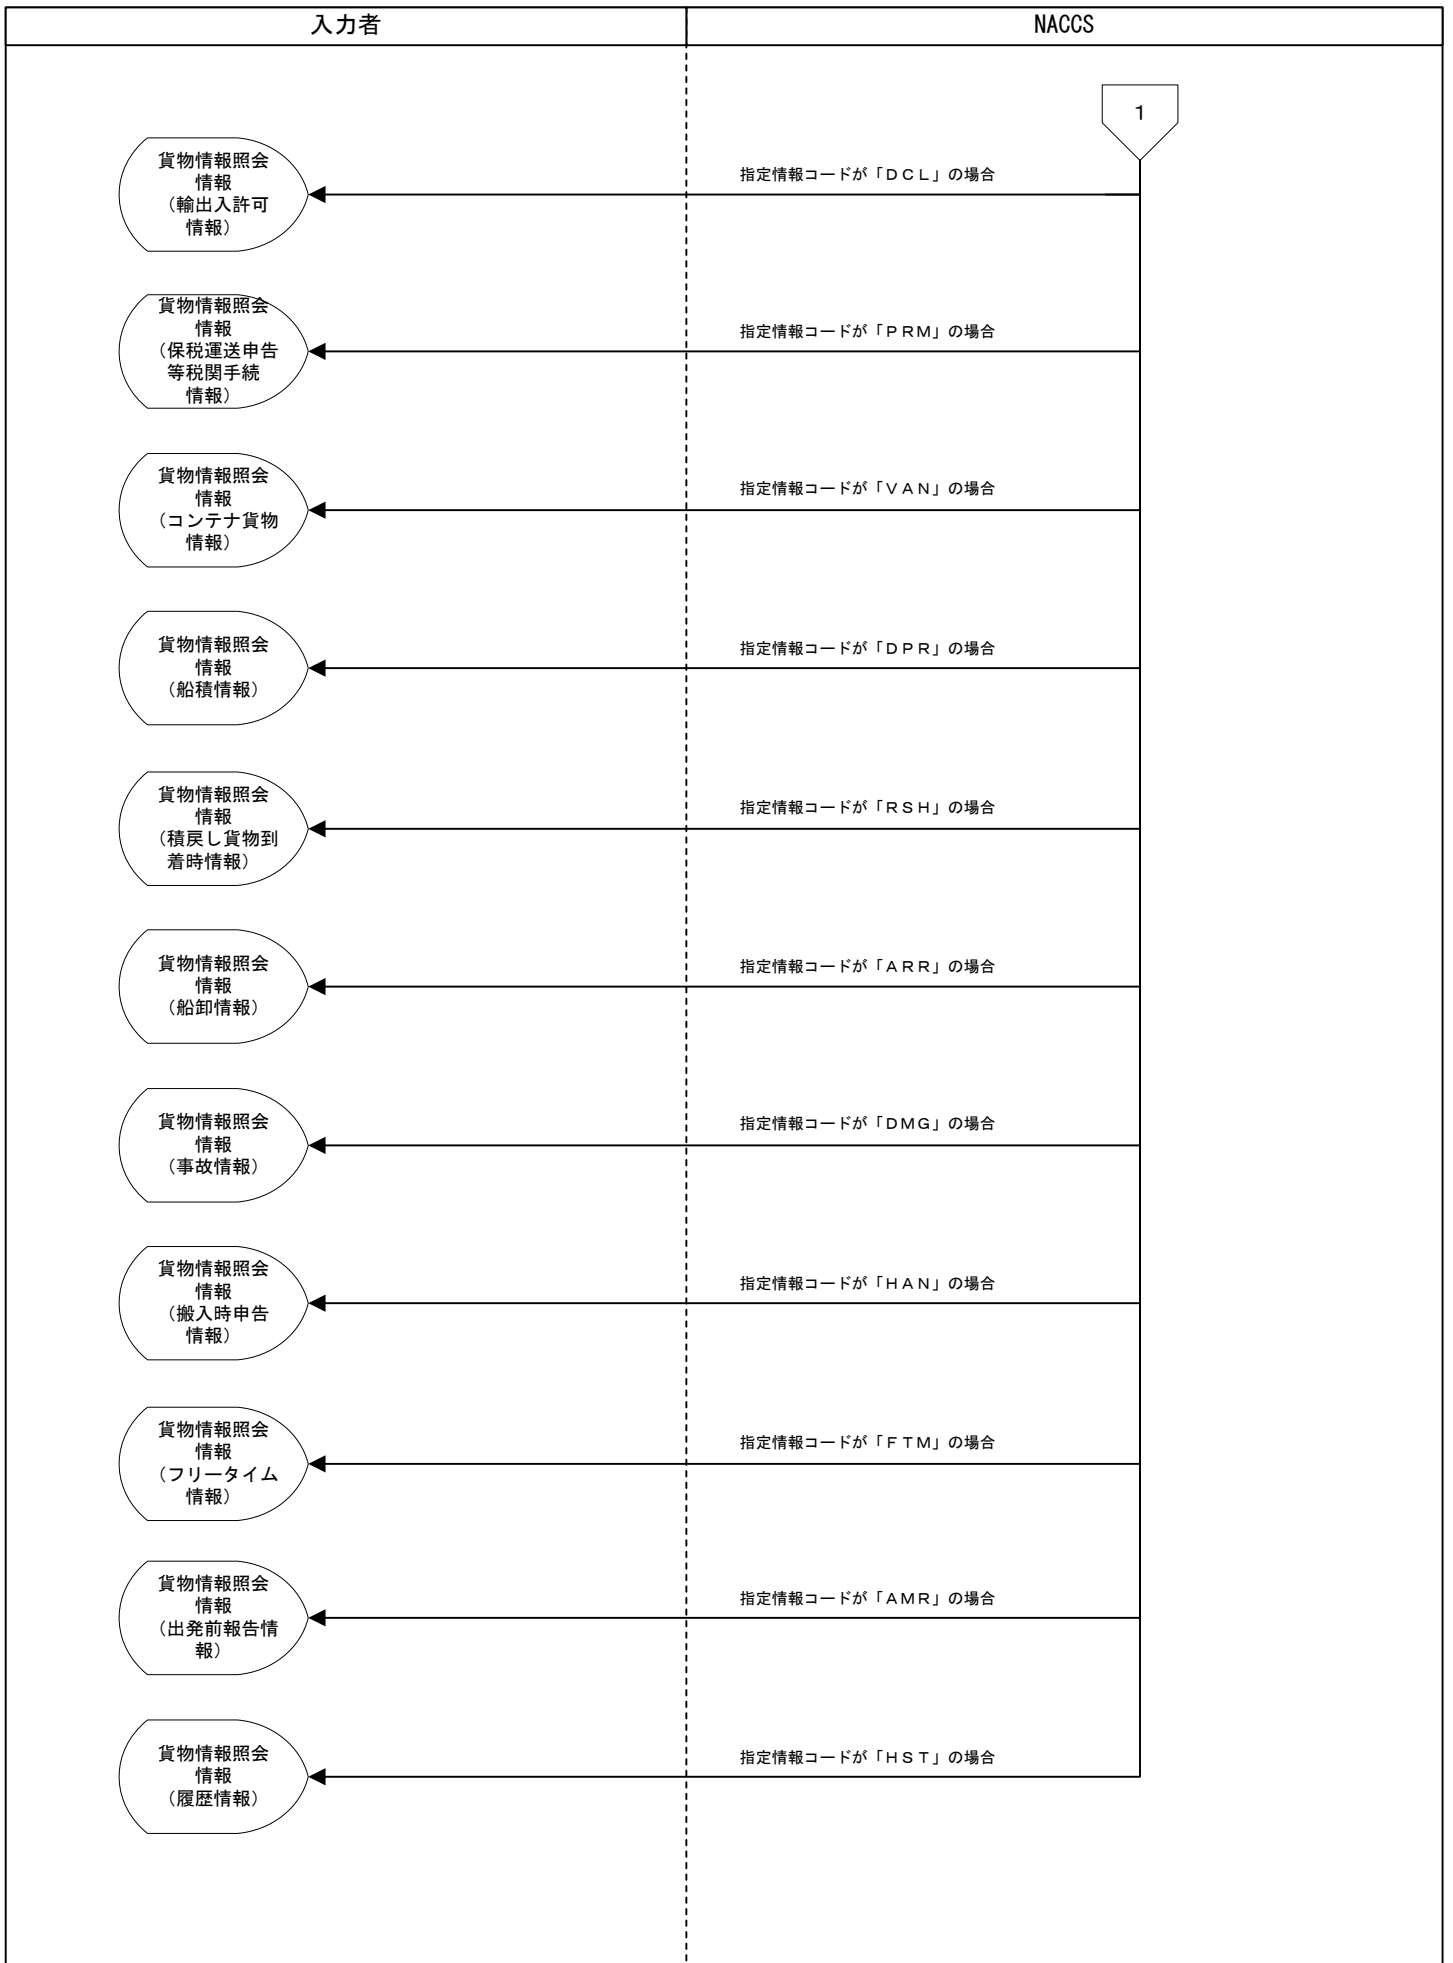 入力者
NACCS
1
貨物情報照会
情報
（輸出入許可
情報）
指定情報コードが「ＤＣＬ」の場合
貨物情報照会
情報
（保税運送申告
等税関手続
情報）
指定情報コードが「ＰＲＭ」の場合
貨物情報照会
情報
（コンテナ貨物
情報）
指定情報コードが「ＶＡＮ」の場合
貨物情報照会
情報
（船積情報）
指定情報コードが「ＤＰＲ」の場合
貨物情報照会
情報
（積戻し貨物到
着時情報）
指定情報コードが「ＲＳＨ」の場合
貨物情報照会
情報
（船卸情報）
指定情報コードが「ＡＲＲ」の場合
貨物情報照会
情報
（事故情報）
指定情報コードが「ＤＭＧ」の場合
貨物情報照会
情報
（搬入時申告
情報）
指定情報コードが「ＨＡＮ」の場合
貨物情報照会
情報
（フリータイム
情報）
指定情報コードが「ＦＴＭ」の場合
貨物情報照会
情報
（出発前報告情
報）
指定情報コードが「ＡＭＲ」の場合
貨物情報照会
情報
（履歴情報）
指定情報コードが「ＨＳＴ」の場合